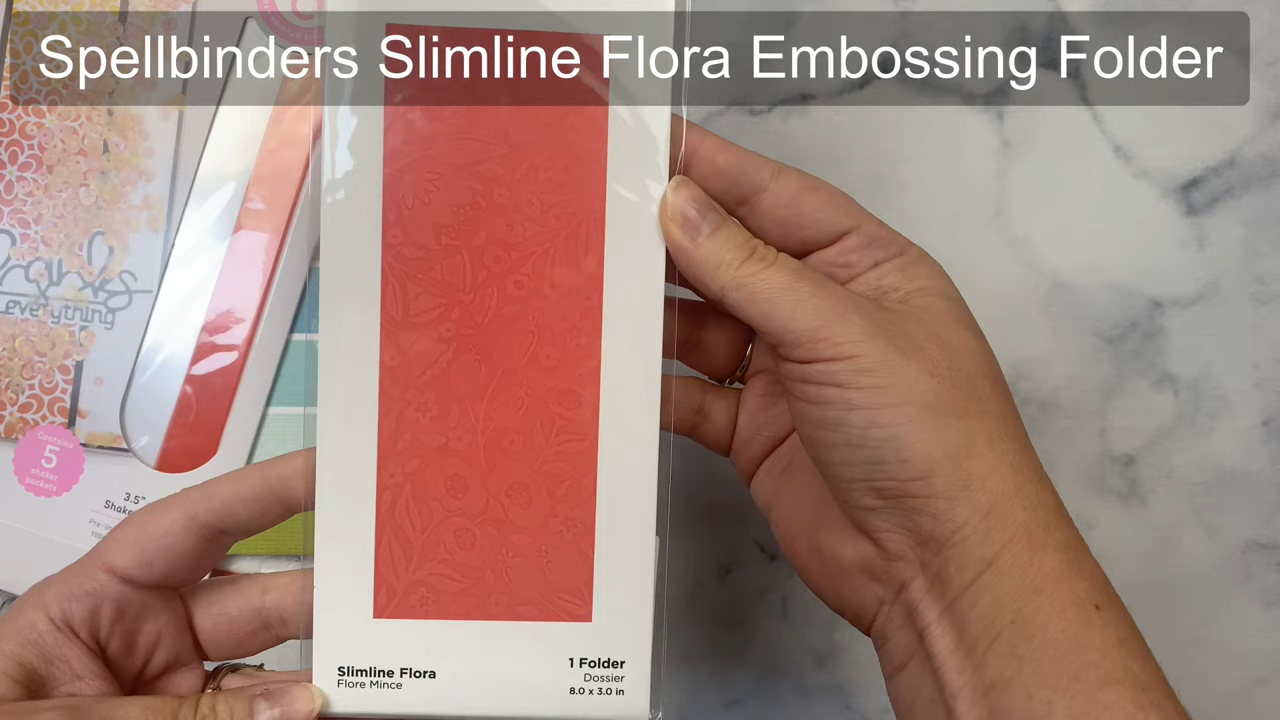 Spellbinders Slimline Flora Embossing Folder
everything
Contains
5
shaker
pockets
3.5"
Slimline Flora
Flore Mince
1 Folder
Dossier
8.0 x 3.0 in